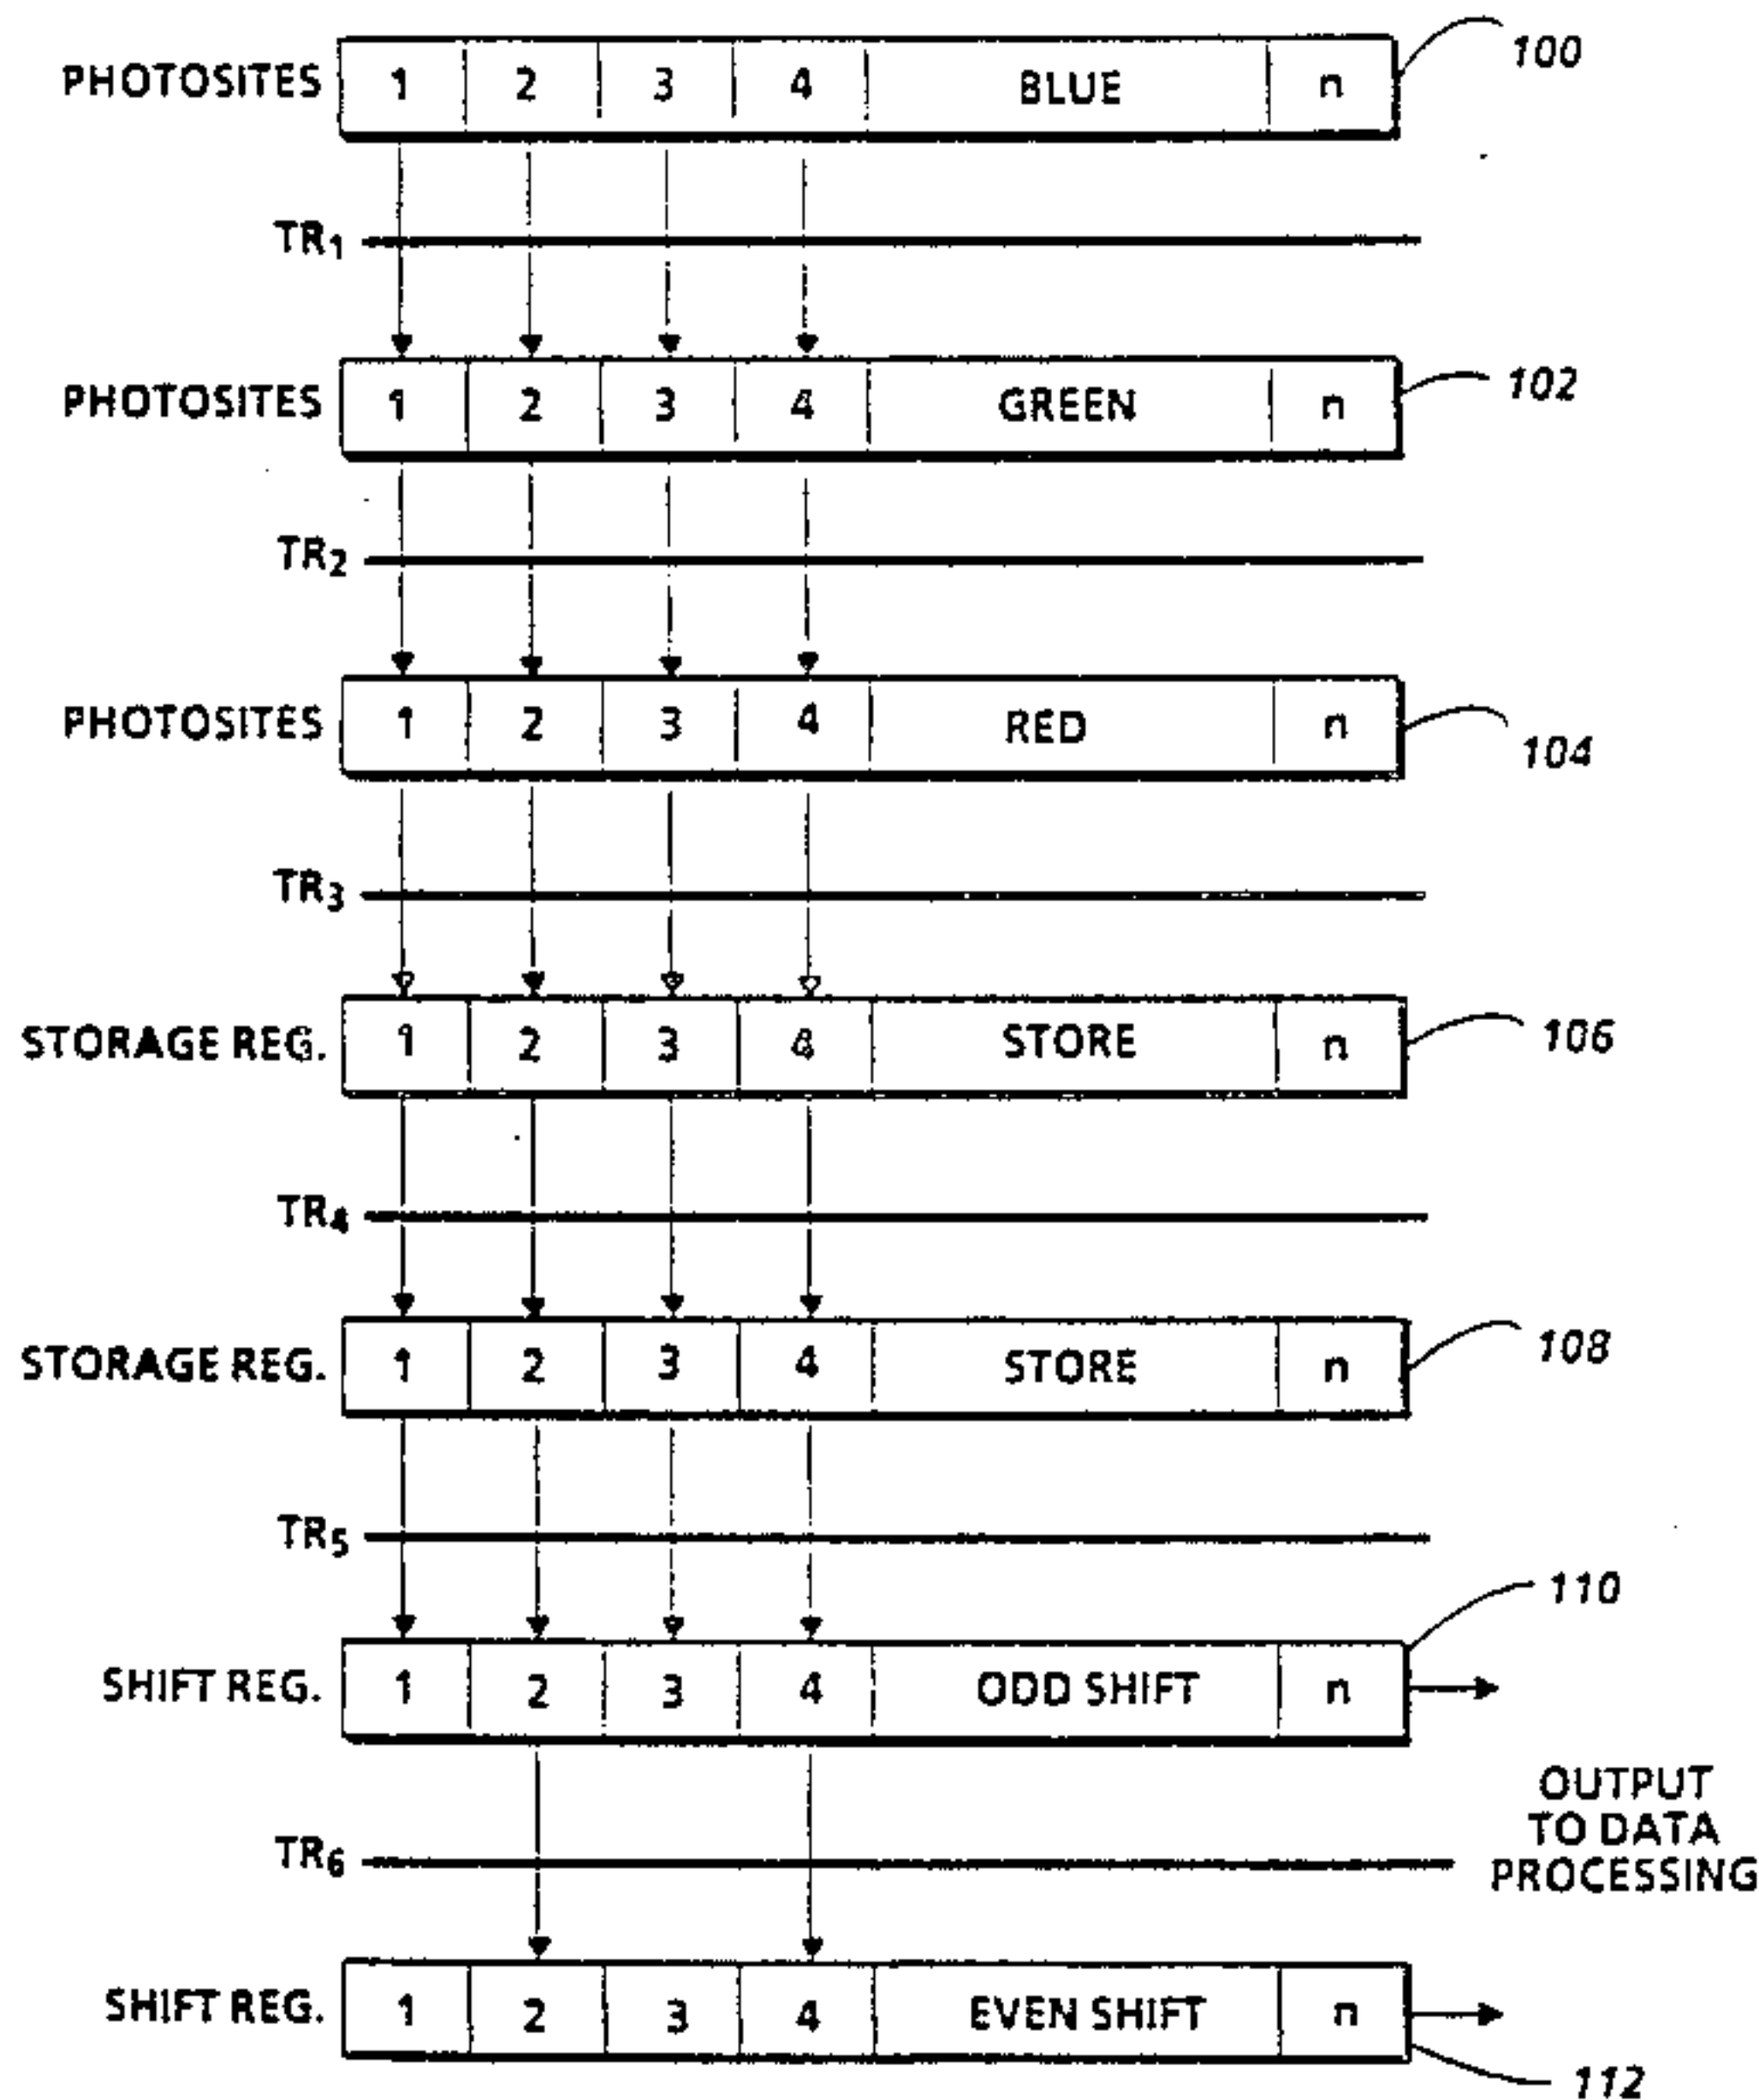 PHOTOSITES 1 2 3 4 BLUE n 100
TR1
PHOTOSITES 1 2 3 4 GREEN n 102
TR2
PHOTOSITES 1 2 3 4 RED n 104
TR3
STORAGE REG. 1 2 3 4 STORE n 106
TR4
STORAGE REG. 1 2 3 4 STORE n 108
TR5
SHIFT REG. 1 2 3 4 ODD SHIFT n 110
OUTPUT
TO DATA
PROCESSING
TR6
SHIFT REG. 1 2 3 4 EVEN SHIFT n 112